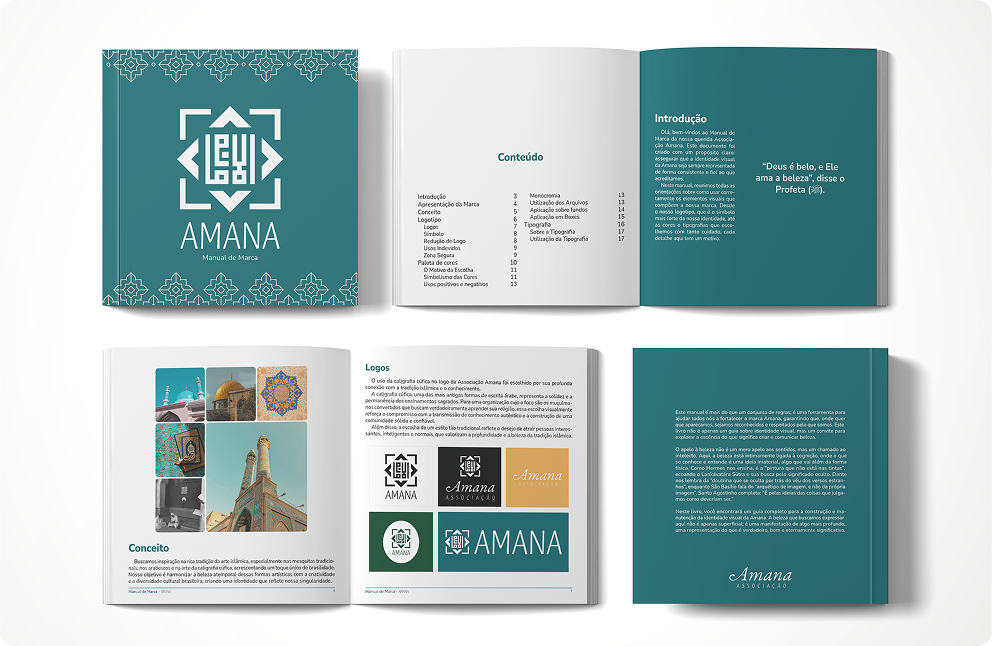 AMANA
Manual de Marca
Conteúdo
Introdução 3
Apresentação da Marca 4
Conceito 5
Logotipo 6
Logos 7
Símbolo 8
Redução de Logo 8
Usos Indevidos 9
Zona Segura 9
Paleta de cores 10
O Motivo da Escolha 11
Simbolismo das Cores 11
Usos positivos e negativos 13
Monocromia 13
Utilização dos Arquivos 13
Aplicação sobre fundos 14
Aplicação em Boxes 15
Tipografia 16
Sobre a Tipografia 17
Utilização da Tipografia 17
Introdução
Olá, bem-vindos ao Manual de
Marca da nossa querida Associa-
ção Amana. Este documento foi
criado com um propósito claro:
assegurar que a identidade visual
da Amana seja sempre representada
de forma consistente e fiel ao que
acreditamos.
Neste manual, reunimos todas as
orientações sobre como usar corre-
tamente os elementos visuais que
compõem a nossa marca. Desde
o nosso logotipo, que é o símbolo
mais forte da nossa identidade, até
as cores e tipografias que esco-
lhemos com tanto cuidado, cada
detalhe aqui tem um motivo.
“Deus é belo, e Ele
ama a beleza”, disse o
Profeta (ﷺ).
Conceito
Buscamos inspiração na rica tradição da arte islâmica, especialmente nas mesquitas tradicio-
nais, nos arabescos e na arte da caligrafia cúfica, acrescentando um toque único de brasilidade.
Nosso objetivo é harmonizar a beleza atemporal dessas formas artísticas com a criatividade
e a diversidade cultural brasileira, criando uma identidade que reflete nossa singularidade.
Manual de Marca - AMANA
Logos
O uso da caligrafia cúfica no logo da Associação Amana foi escolhido por sua profunda
conexão com a tradição islâmica e o conhecimento.
A caligrafia cúfica, uma das mais antigas formas de escrita árabe, representa a solidez e a
permanência dos ensinamentos sagrados. Para uma organização cujo o foco são os muçulma-
nos convertidos que buscam verdadeiramente aprender sua religião, essa escolha visualmente
reforça o compromisso com a transmissão de conhecimento autêntico e a construção de uma
comunidade sólida e confiável.
Além disso, a escolha de um estilo tão tradicional reflete o desejo de atrair pessoas interes-
santes, inteligentes e normais, que valorizam a profundidade e a beleza da tradição islâmica.
AMANA
Amana
ASSOCIAÇÃO
Amana
ASSOCIAÇÃO
AMANA
AMANA
Manual de Marca - AMANA 7
Este manual é mais do que um conjunto de regras; é uma ferramenta para
ajudar todos nós a fortalecer a marca Amana, garantindo que, onde quer
que apareçamos, sejamos reconhecidos e respeitados pelo que somos. Este
livro não é apenas um guia sobre identidade visual, mas um convite para
explorar a essência do que significa criar e comunicar beleza.
O apelo à beleza não é um mero apelo aos sentidos, mas um chamado ao
intelecto. Aqui, a beleza está intimamente ligada à cognição, onde o que
se conhece e entende é uma ideia imaterial, algo que vai além da forma
física. Como Hermes nos ensina, é a “pintura que não está nas tintas”,
ecoando o Lankāvatāra Sūtra e sua busca pelo significado oculto. Dante
nos lembra da “doutrina que se oculta por trás do véu dos versos estra-
nhos”, enquanto São Basílio fala do “arquétipo de imagem, e não da própria
imagem”. Santo Agostinho completa: “É pelas ideias das coisas que julga-
mos como deveriam ser.”
Neste livro, você encontrará um guia completo para a construção e ma-
nutenção da identidade visual da Amana. A beleza que buscamos expressar
aqui não é apenas superficial; é uma manifestação de algo mais profundo,
uma representação do que é verdadeiro, bom e eternamente significativo.
Amana
ASSOCIAÇÃO